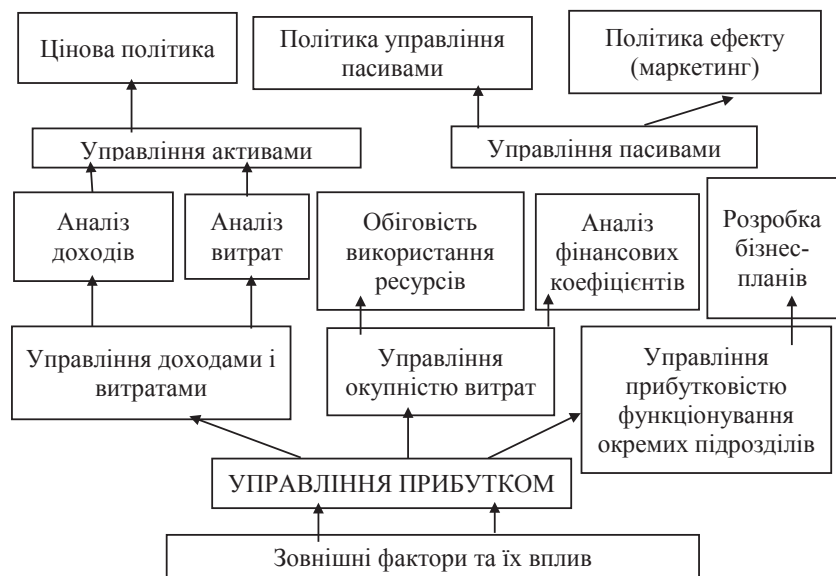 Цінова політика
Політика управління
пасивами
Політика ефекту
(маркетинг)
Управління активами
Управління пасивами
Аналіз
доходів
Аналіз
витрат
Обіговість
використання
ресурсів
Аналіз
фінансових
коефіцієнтів
Розробка
бізнес-
планів
Управління доходами і
витратами
Управління
окупністю витрат
Управління
прибутковістю
функціонування
окремих підрозділів
УПРАВЛІННЯ ПРИБУТКОМ
Зовнішні фактори та їх вплив